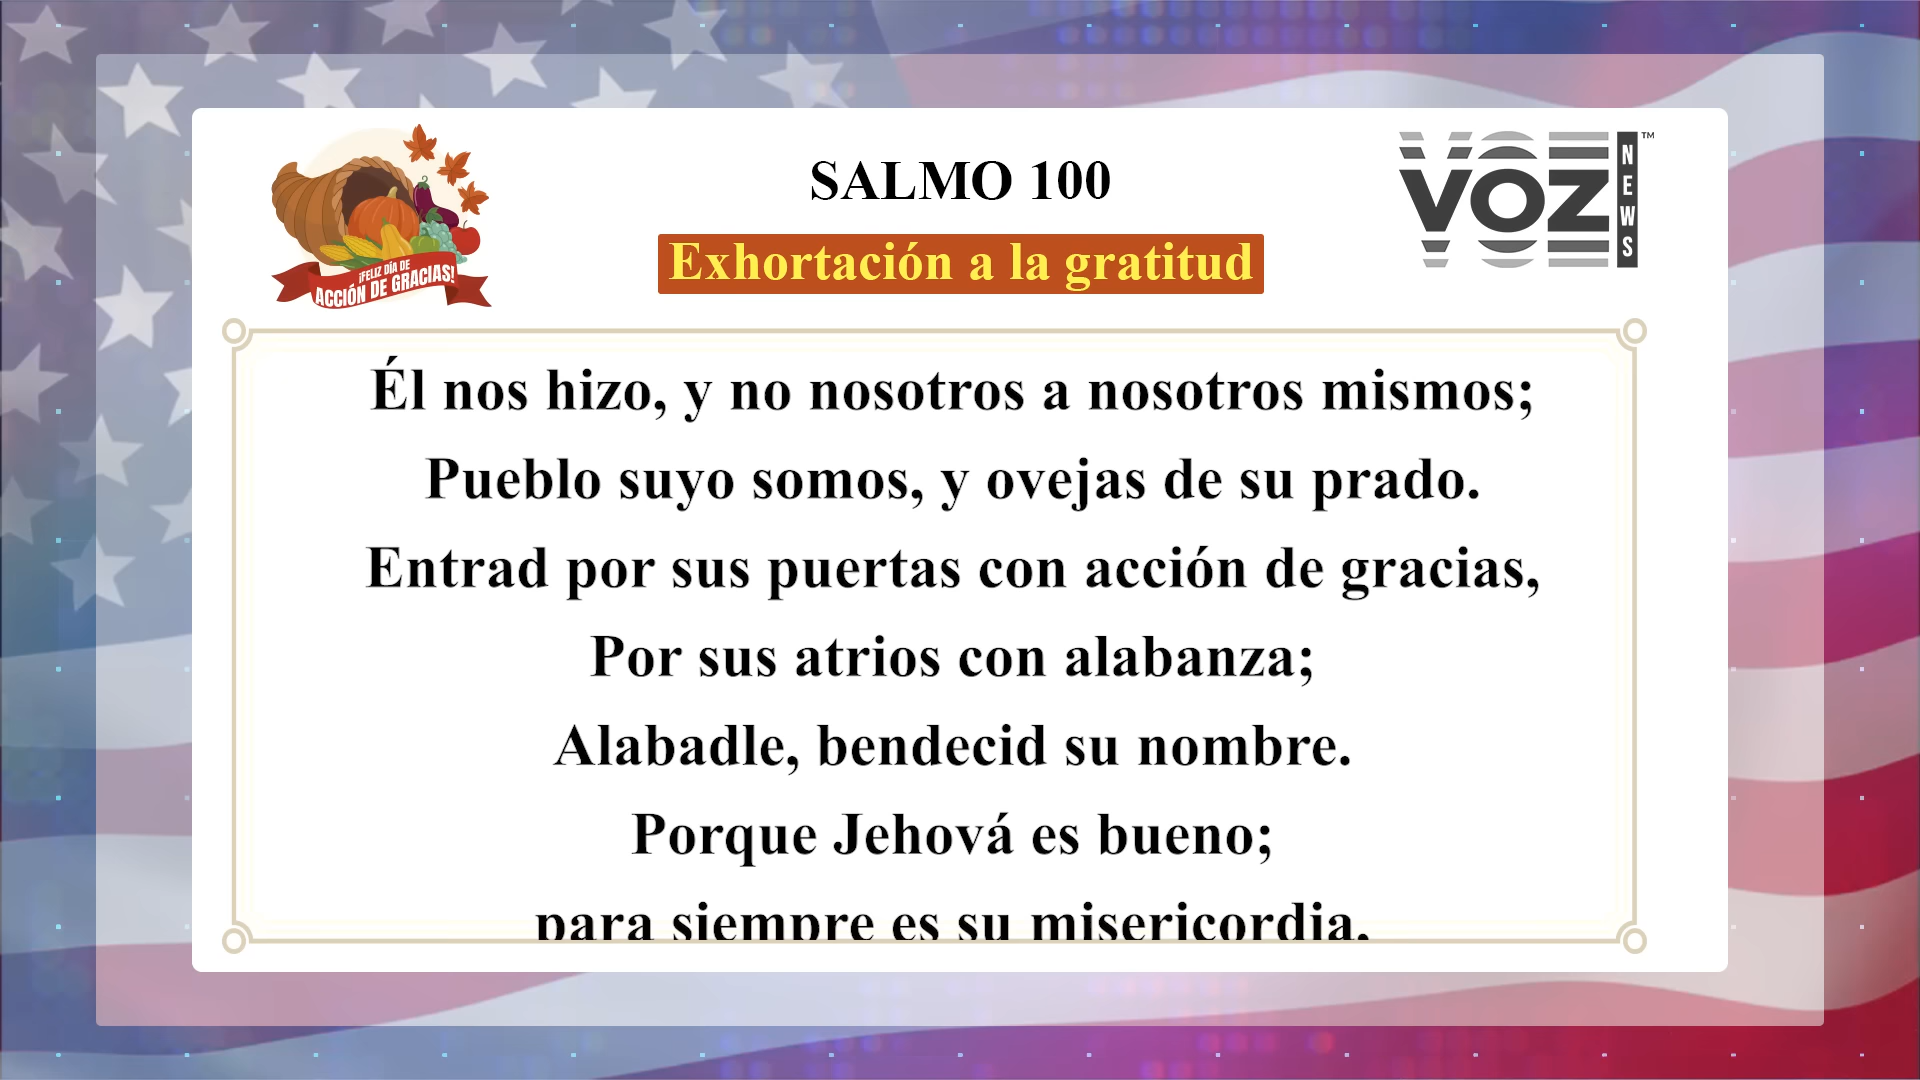 SALMO 100
Exhortación a la gratitud
¡FELIZ DÍA DE
ACCIÓN DE GRACIAS!
VOZ
NEWS
™
Él nos hizo, y no nosotros a nosotros mismos;
Pueblo suyo somos, y ovejas de su prado.
Entrad por sus puertas con acción de gracias,
Por sus atrios con alabanza;
Alabadle, bendecid su nombre.
Porque Jehová es bueno;
para siempre es su misericordia,